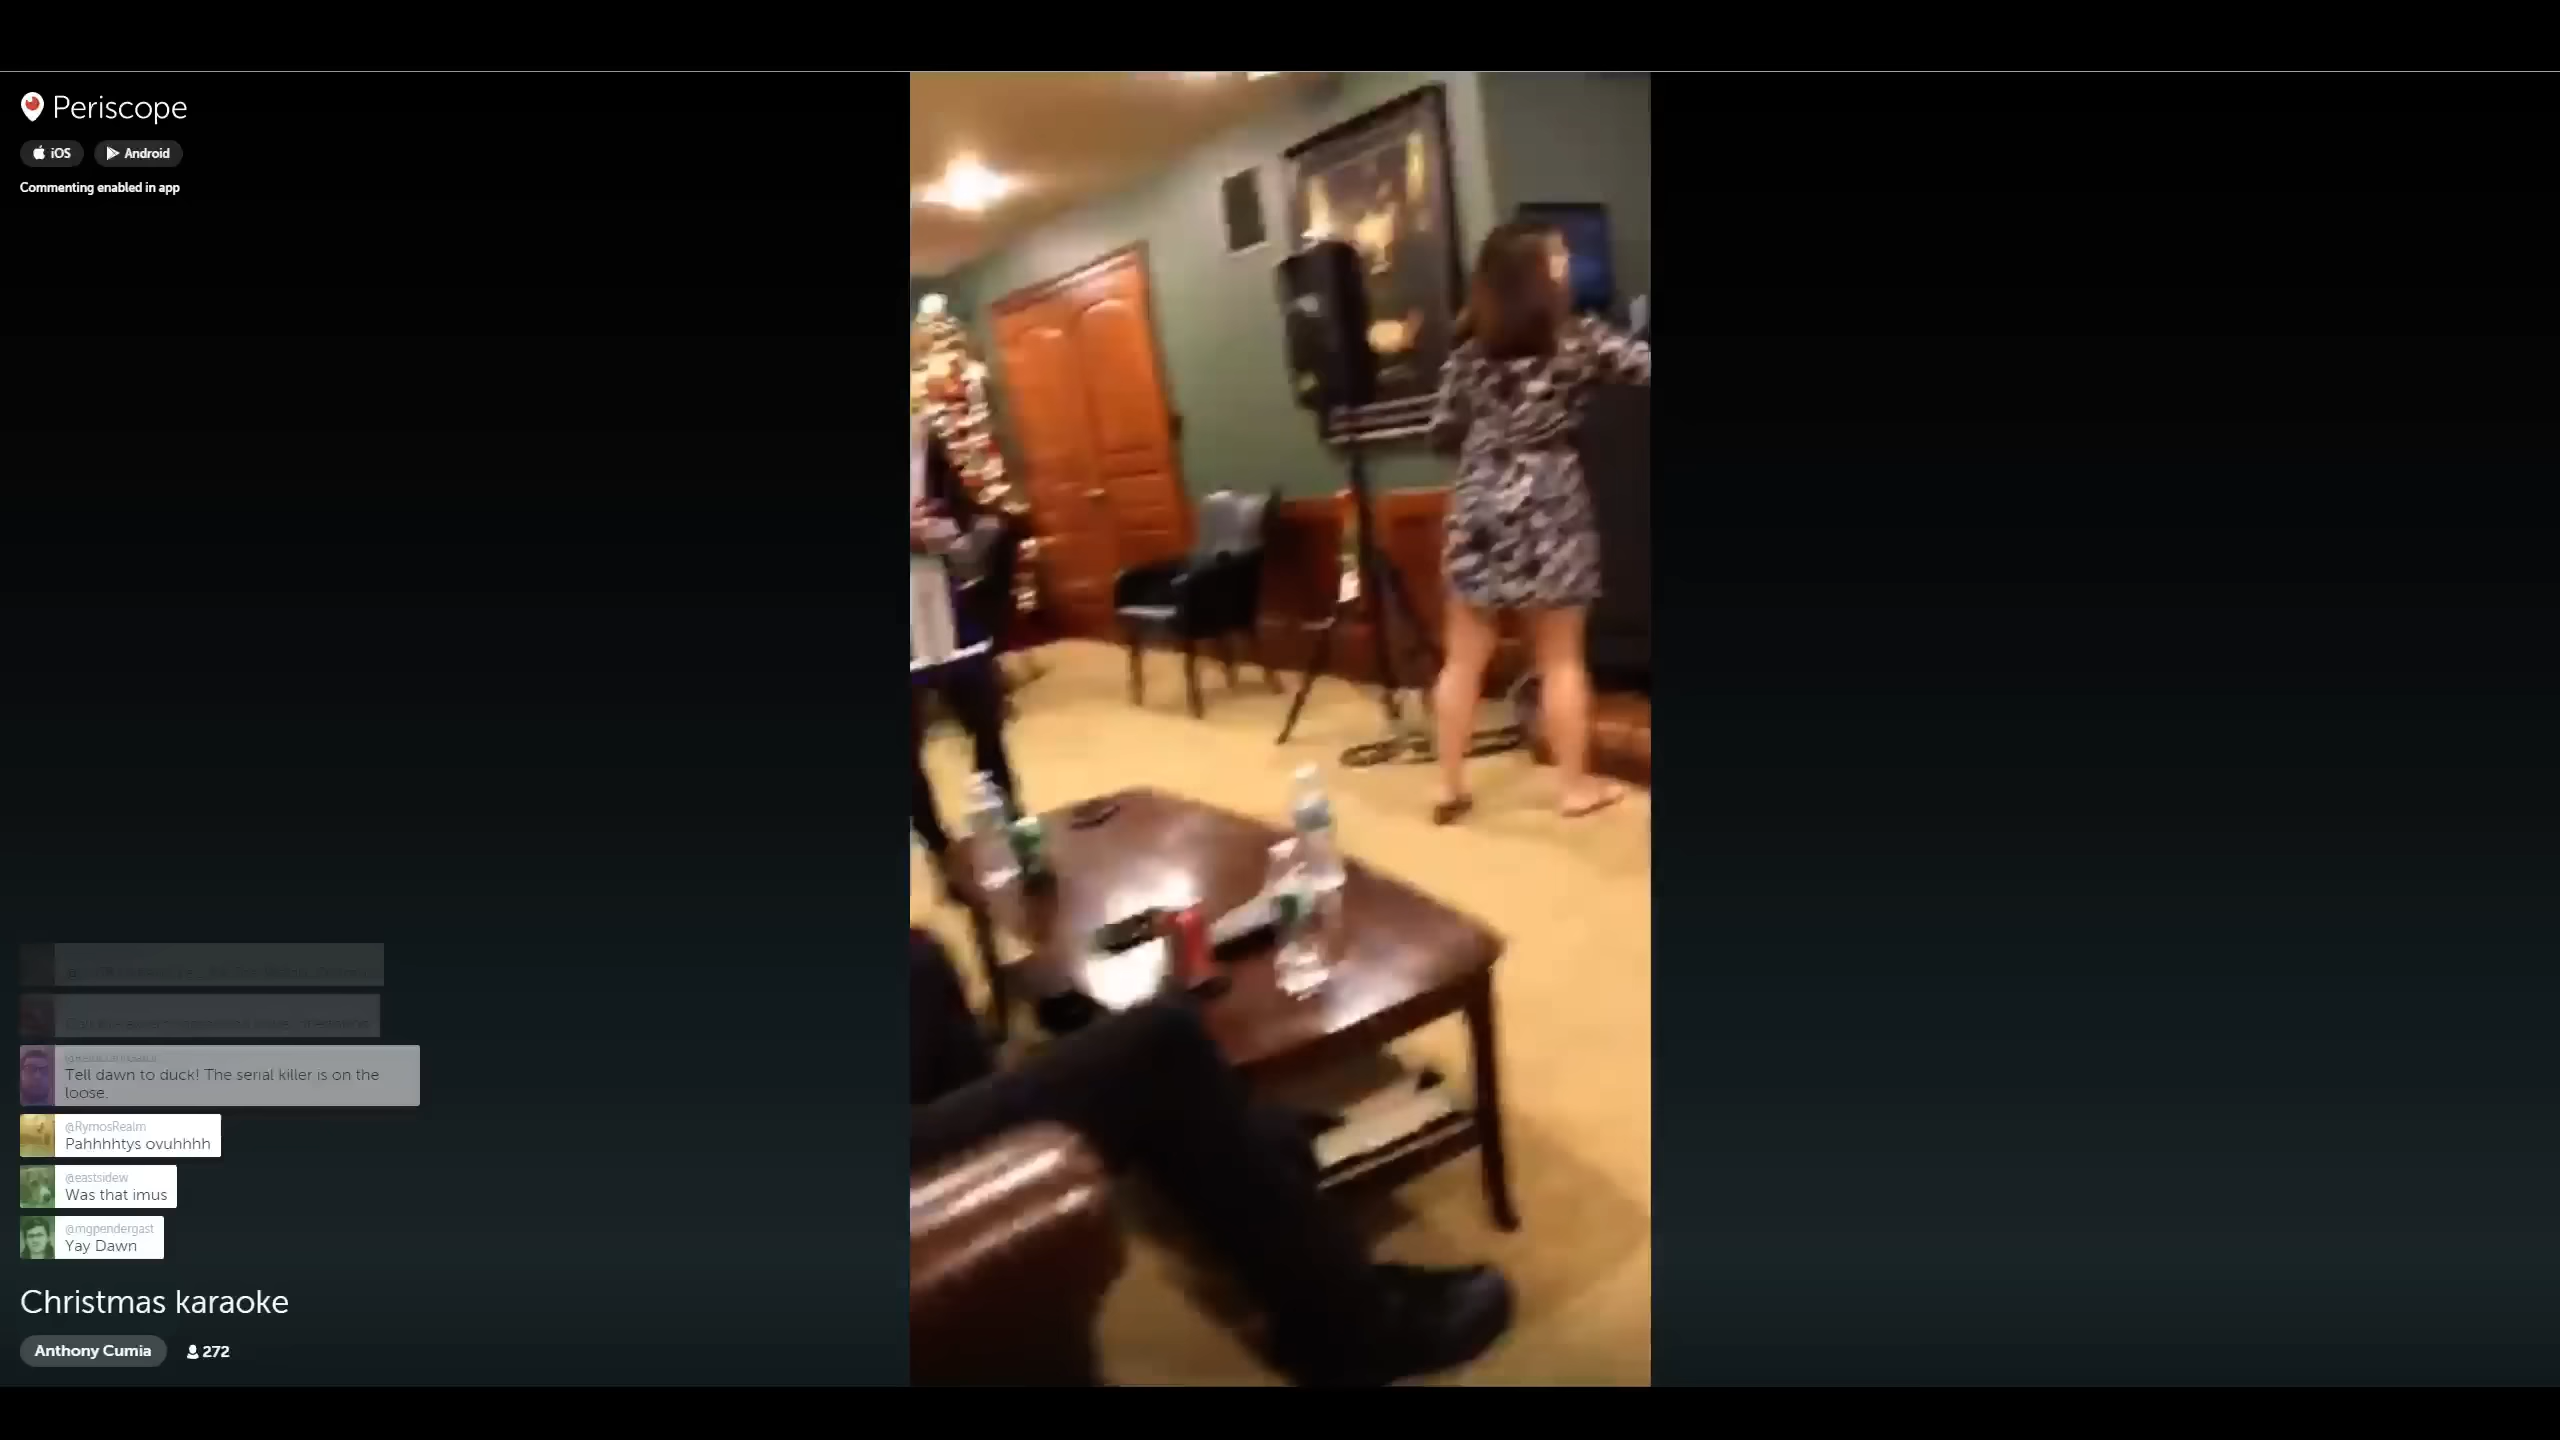 Periscope
iOS
Android
Commenting enabled in app
Tell dawn to duck! The serial killer is on the
loose.
@RymosRealm
Pahhhhtys ovuhhhh
@eastsidew
Was that imus
@mgpendergast
Yay Dawn
Christmas karaoke
Anthony Cumia
272